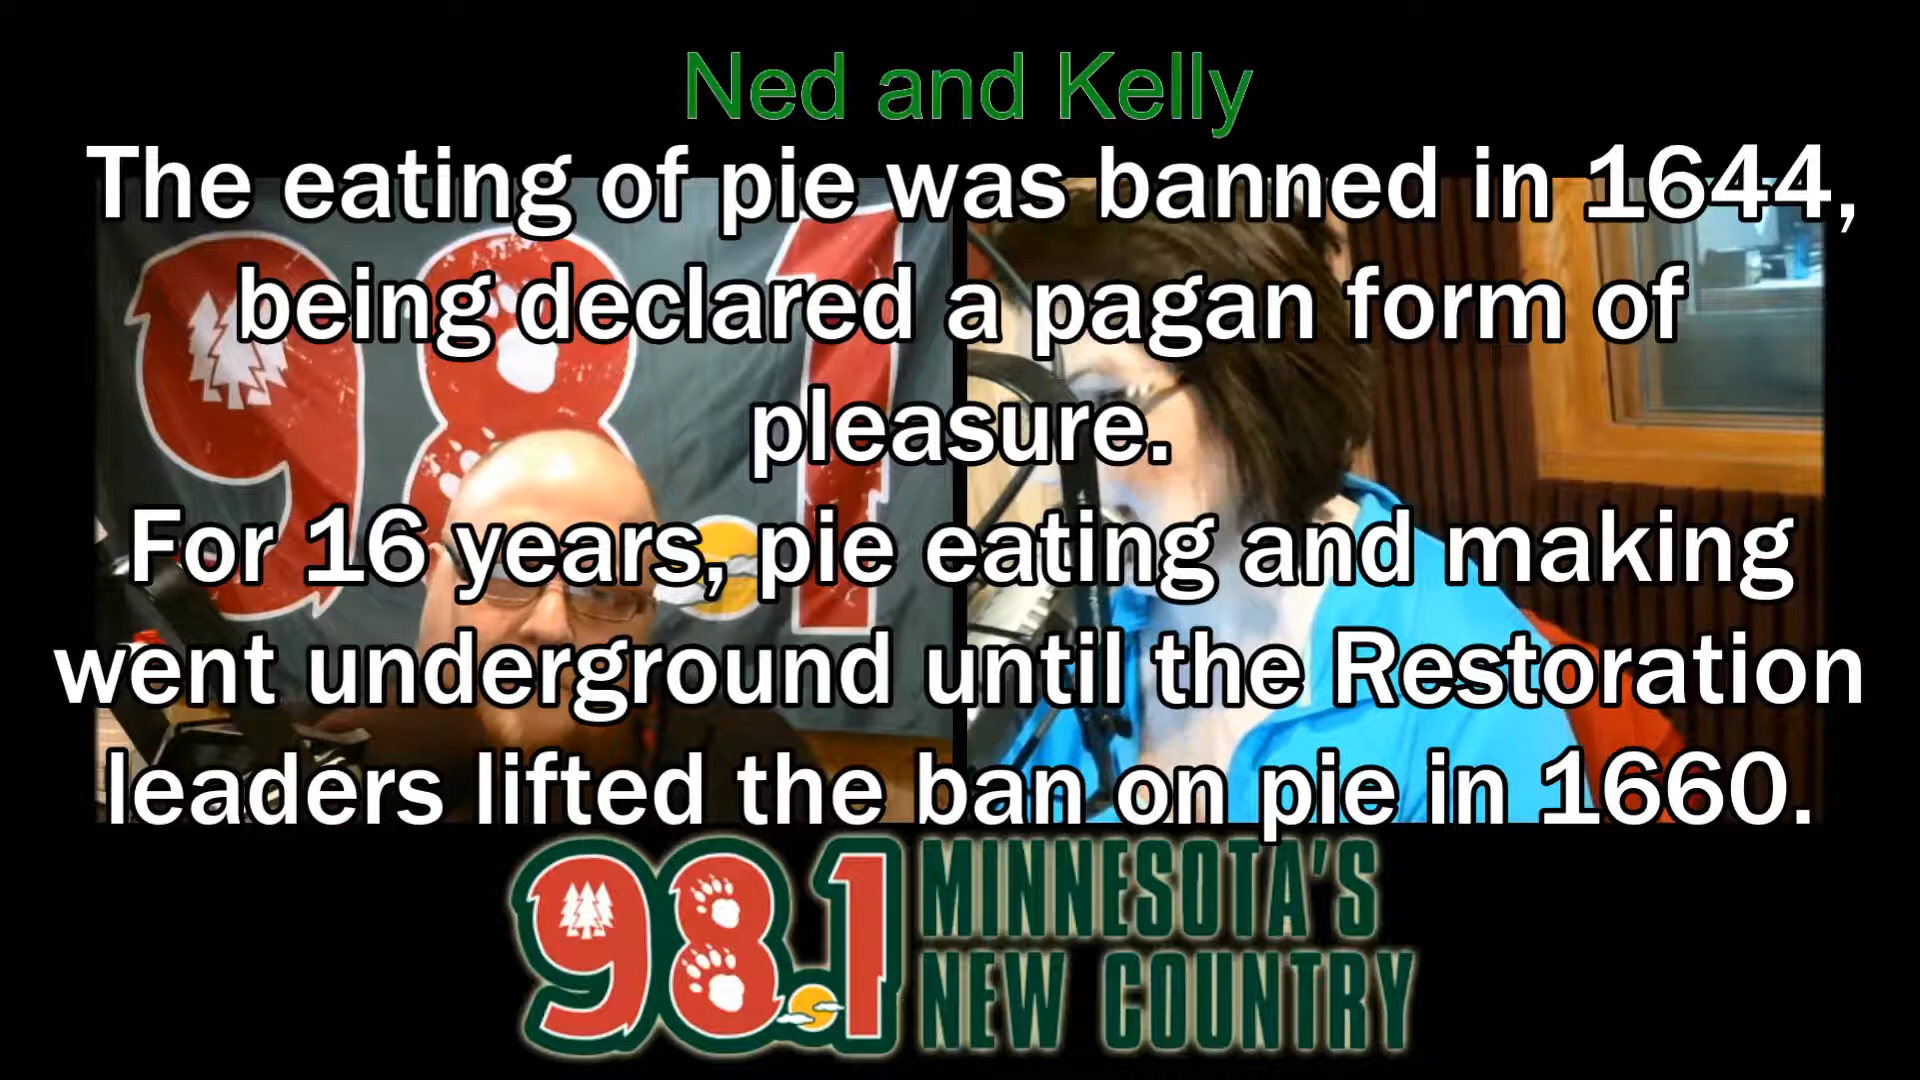 Ned and Kelly
The eating of pie was banned in 1644,
being declared a pagan form of
pleasure.
For 16 years, pie eating and making
went underground until the Restoration
leaders lifted the ban on pie in 1660.
98.1
98.1 MINNESOTA'S
NEW COUNTRY